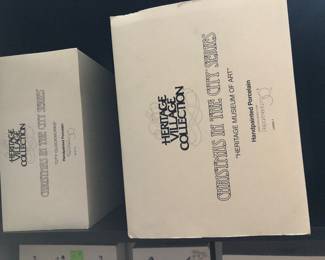 HERITAGE
VILLAGE
COLLECTION
CHRISTMAS IN THE CITY SERIES
Handpainted Porcelain
HERITAGE
VILLAGE
COLLECTION
CHRISTMAS IN THE CITY SERIES
"HERITAGE MUSEUM OF ART"
Handpainted Porcelain